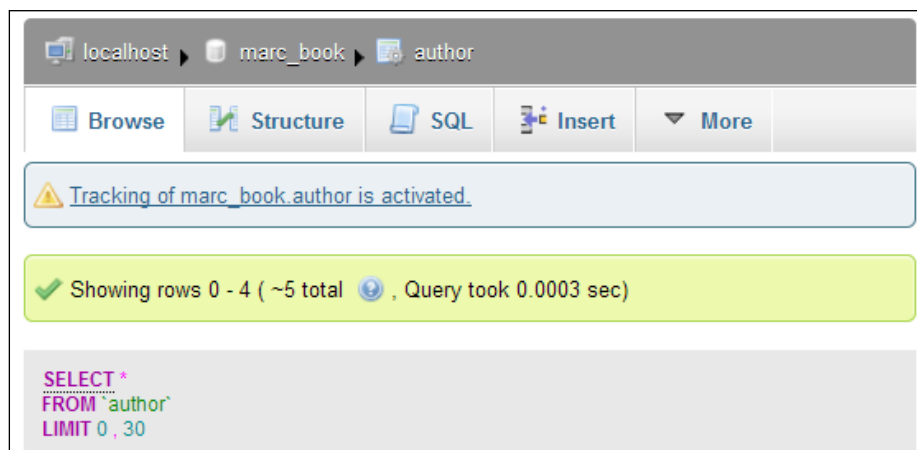 localhost marc_book author
Browse Structure SQL Insert More
Tracking of marc_book.author is activated.
Showing rows 0 - 4 ( ~5 total , Query took 0.0003 sec)
SELECT *
FROM `author`
LIMIT 0 , 30